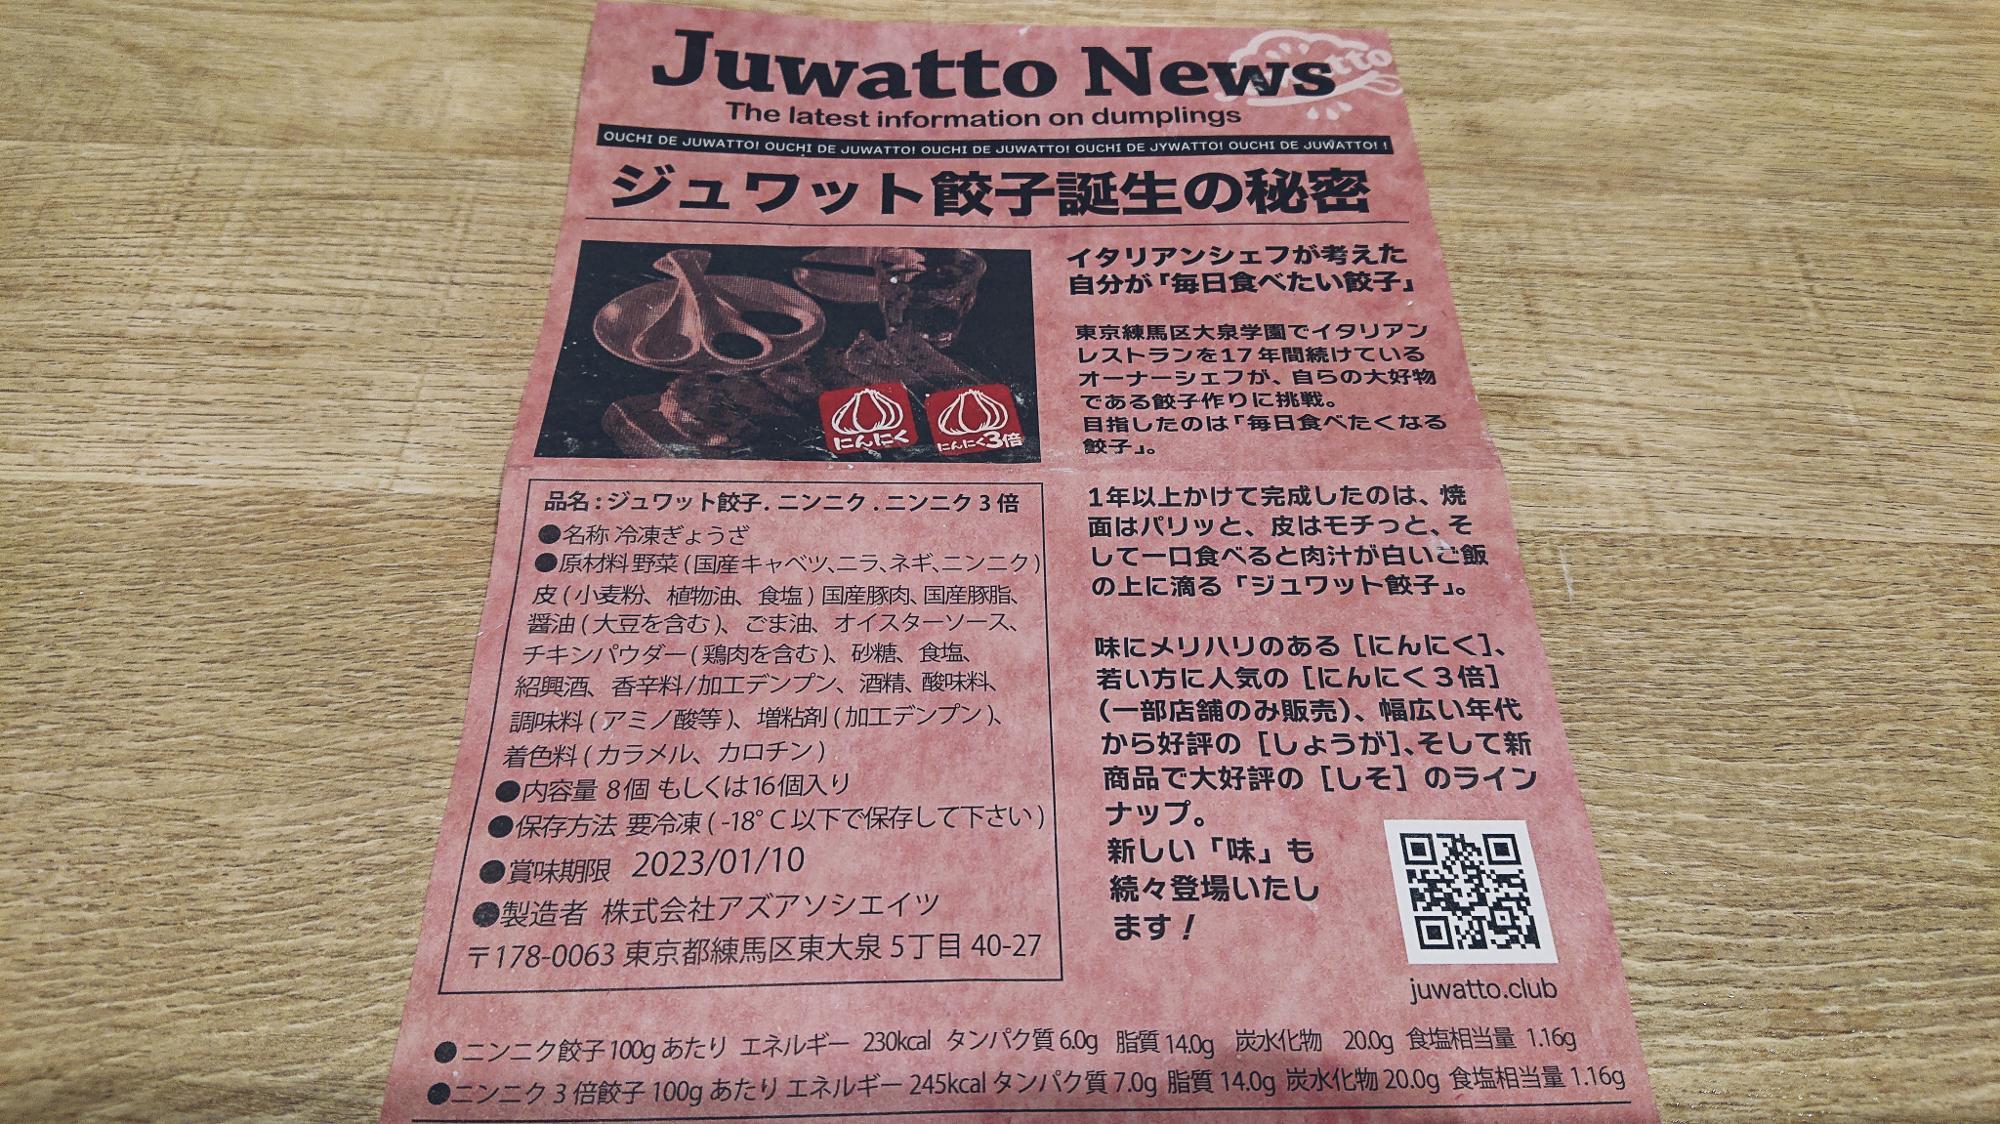 Juwatto News
The latest information on dumplings
OUCHI DE JUWATTO! OUCHI DE JUWATTO! OUCHI DE JUWATTO! OUCHI DE JYWATTO! OUCHI DE JUWATTO! !
ジュワット餃子誕生の秘密
イタリアンシェフが考えた
自分が「毎日食べたい餃子」
東京練馬区大泉学園でイタリアン
レストランを17年間続けている
オーナーシェフが、自らの大好物
である餃子作りに挑戦。
目指したのは「毎日食べたくなる
餃子」。
1年以上かけて完成したのは、焼
面はパリッと、皮はモチっと、そ
して一口食べると肉汁が白いご飯
の上に滴る「ジュワット餃子」。
味にメリハリのある［にんにく］、
若い方に人気の［にんにく３倍］
（一部店舗のみ販売）、幅広い年代
から好評の［しょうが］、そして新
商品で大好評の［しそ］のライン
ナップ。
新しい「味」も
続々登場いたし
ます！
juwatto.club
にんにく
にんにく3倍
品名 : ジュワット餃子. ニンニク . ニンニク 3 倍
●名称 冷凍ぎょうざ
●原材料 野菜 ( 国産キャベツ、ニラ、ネギ、ニンニク )
皮 ( 小麦粉、植物油、食塩 ) 国産豚肉、国産豚脂、
醤油 ( 大豆を含む )、ごま油、オイスターソース、
チキンパウダー ( 鶏肉を含む )、砂糖、食塩、
紹興酒、香辛料 / 加工デンプン、酒精、酸味料、
調味料 ( アミノ酸等 )、増粘剤 ( 加工デンプン )、
着色料 ( カラメル、カロチン )
●内容量 8個 もしくは16個入り
●保存方法 要冷凍 ( -18° C 以下で保存して下さい )
●賞味期限 2023/01/10
●製造者 株式会社アズアソシエイツ
〒178-0063 東京都練馬区東大泉 5丁目 40-27
●ニンニク餃子100g あたり エネルギー 230kcal タンパク質 6.0g 脂質 14.0g 炭水化物 20.0g 食塩相当量 1.16g
●ニンニク 3 倍餃子 100g あたり エネルギー 245kcal タンパク質 7.0g 脂質 14.0g 炭水化物 20.0g 食塩相当量 1.16g